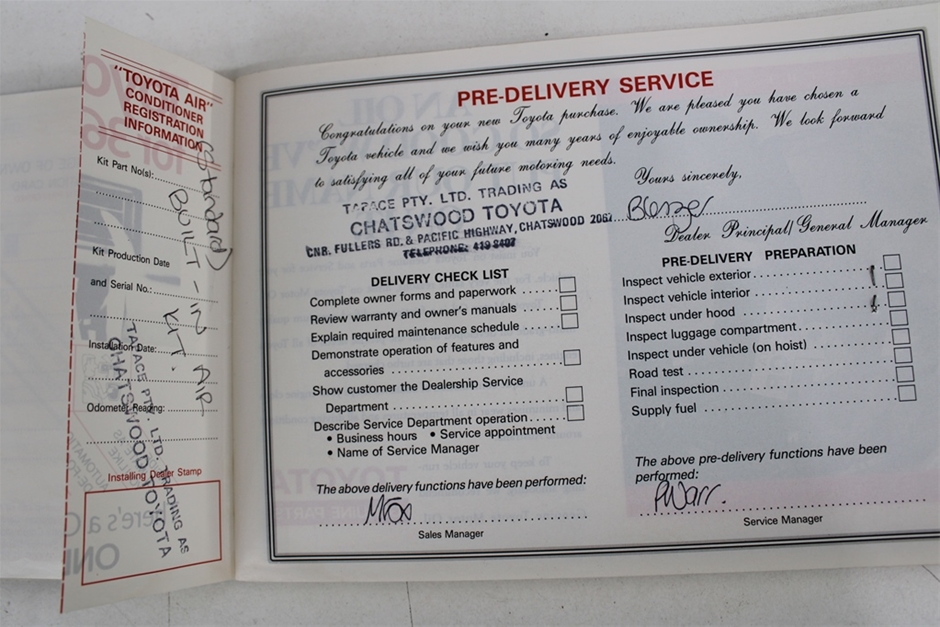 "TOYOTA AIR"
CONDITIONER
REGISTRATION
INFORMATION
Kit Part No(s):
Kit Production Date
and Serial No.:
Installation Date:
Odometer Reading:
Installing Dealer Stamp
(Standard)
BUILT-IN AIR
KIT.
TAPACE PTY. LTD. TRADING AS
CHATSWOOD TOYOTA
PRE-DELIVERY SERVICE
Congratulations on your new Toyota purchase. We are pleased you have chosen a
Toyota vehicle and we wish you many years of enjoyable ownership. We look forward
to satisfying all of your future motoring needs.
Yours sincerely,
TAPACE PTY. LTD. TRADING AS
CHATSWOOD TOYOTA
CNR. FULLERS RD. & PACIFIC HIGHWAY, CHATSWOOD 2067.
TELEPHONE: 419 8407
Dealer Principal/General Manager
DELIVERY CHECK LIST
Complete owner forms and paperwork
Review warranty and owner's manuals
Explain required maintenance schedule
Demonstrate operation of features and
accessories
Show customer the Dealership Service
Department
Describe Service Department operation
• Business hours • Service appointment
• Name of Service Manager
The above delivery functions have been performed:
Sales Manager
PRE-DELIVERY PREPARATION
Inspect vehicle exterior
Inspect vehicle interior
Inspect under hood
Inspect luggage compartment
Inspect under vehicle (on hoist)
Road test
Final inspection
Supply fuel
The above pre-delivery functions have been
performed:
PWarr.
Service Manager